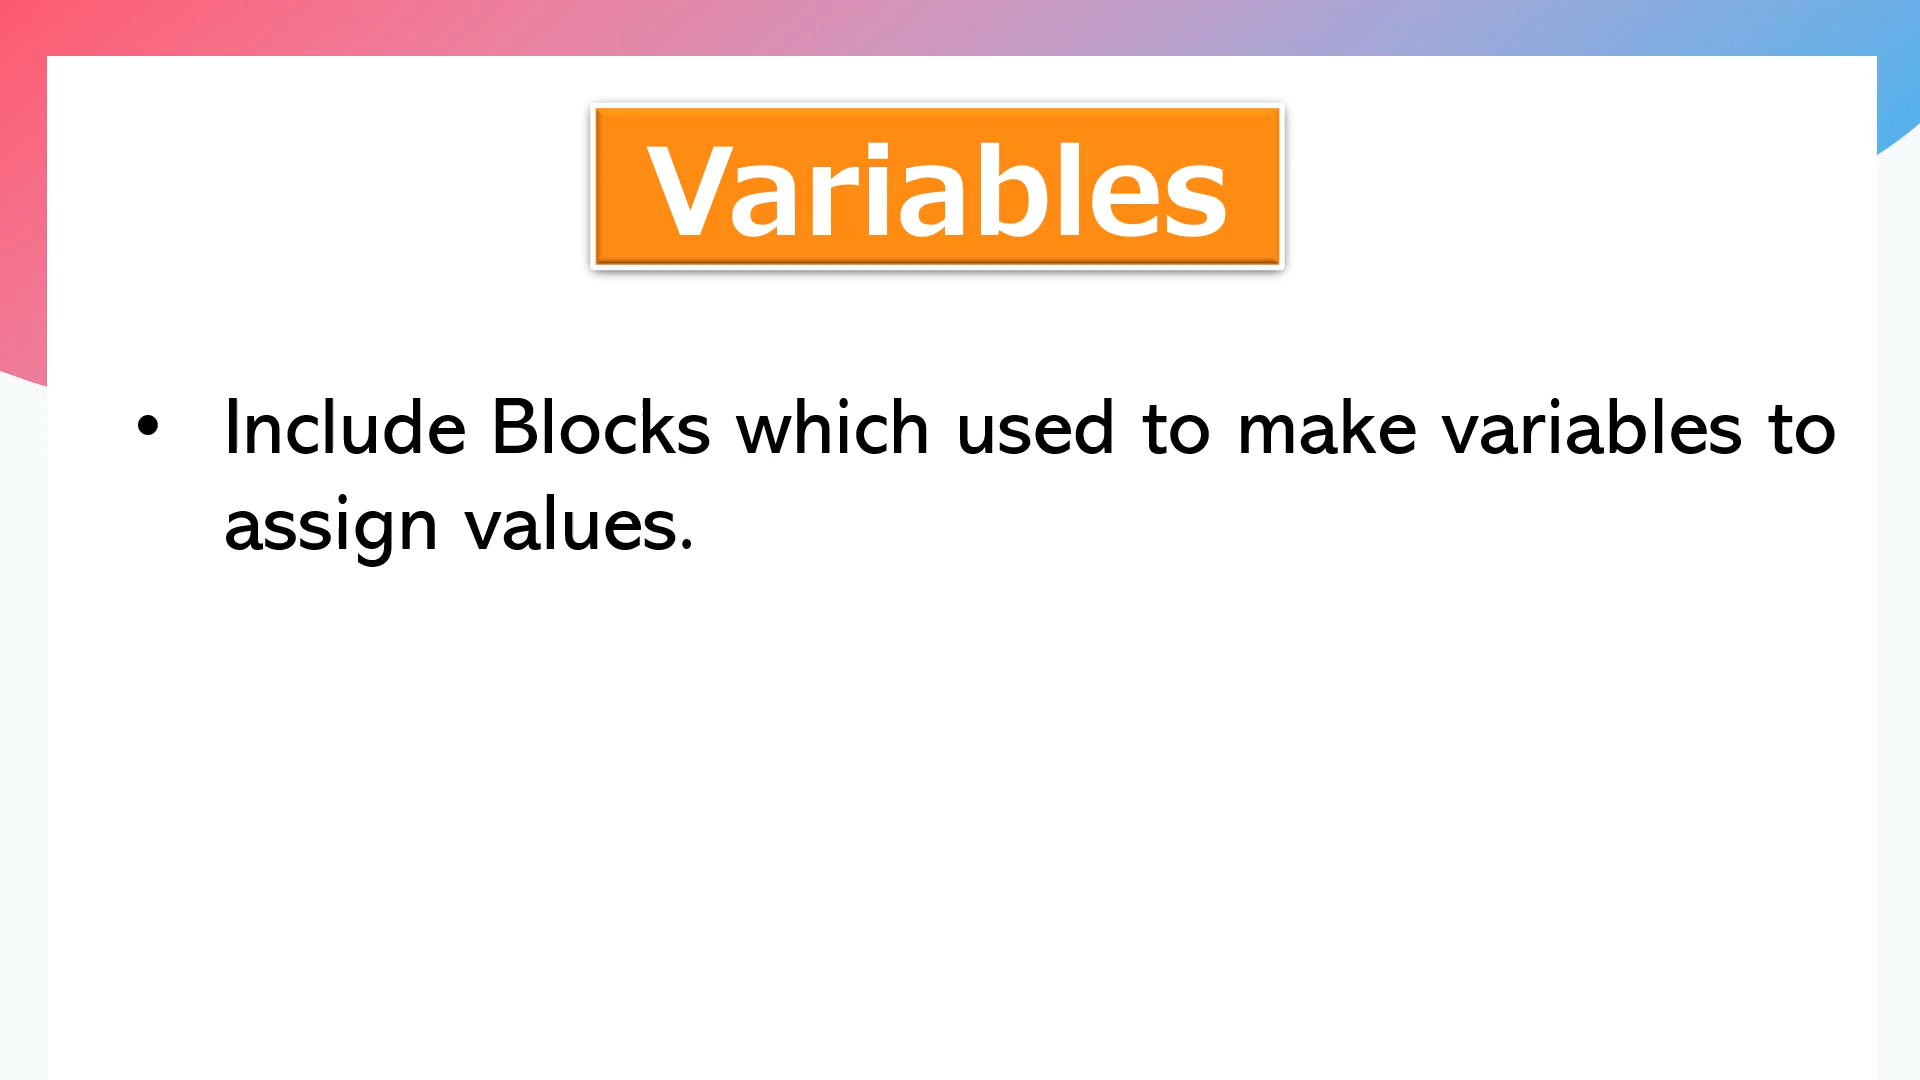 Variables
• Include Blocks which used to make variables to
assign values.